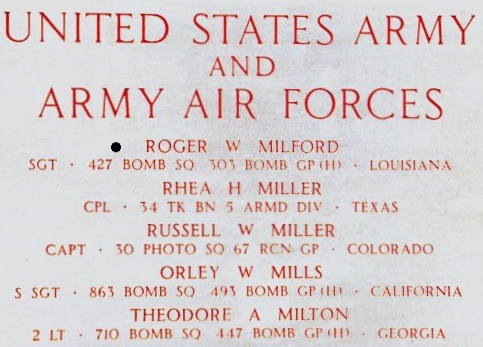 UNITED STATES ARMY
AND
ARMY AIR FORCES
ROGER W MILFORD
SGT · 427 BOMB SQ 303 BOMB GP (H) · LOUISIANA
RHEA H MILLER
CPL · 34 TK BN 5 ARMD DIV · TEXAS
RUSSELL W MILLER
CAPT · 30 PHOTO SQ 67 RCN GP · COLORADO
ORLEY W MILLS
S SGT · 863 BOMB SQ 493 BOMB GP (H) · CALIFORNIA
THEODORE A MILTON
2 LT · 710 BOMB SQ 447 BOMB GP (H) · GEORGIA